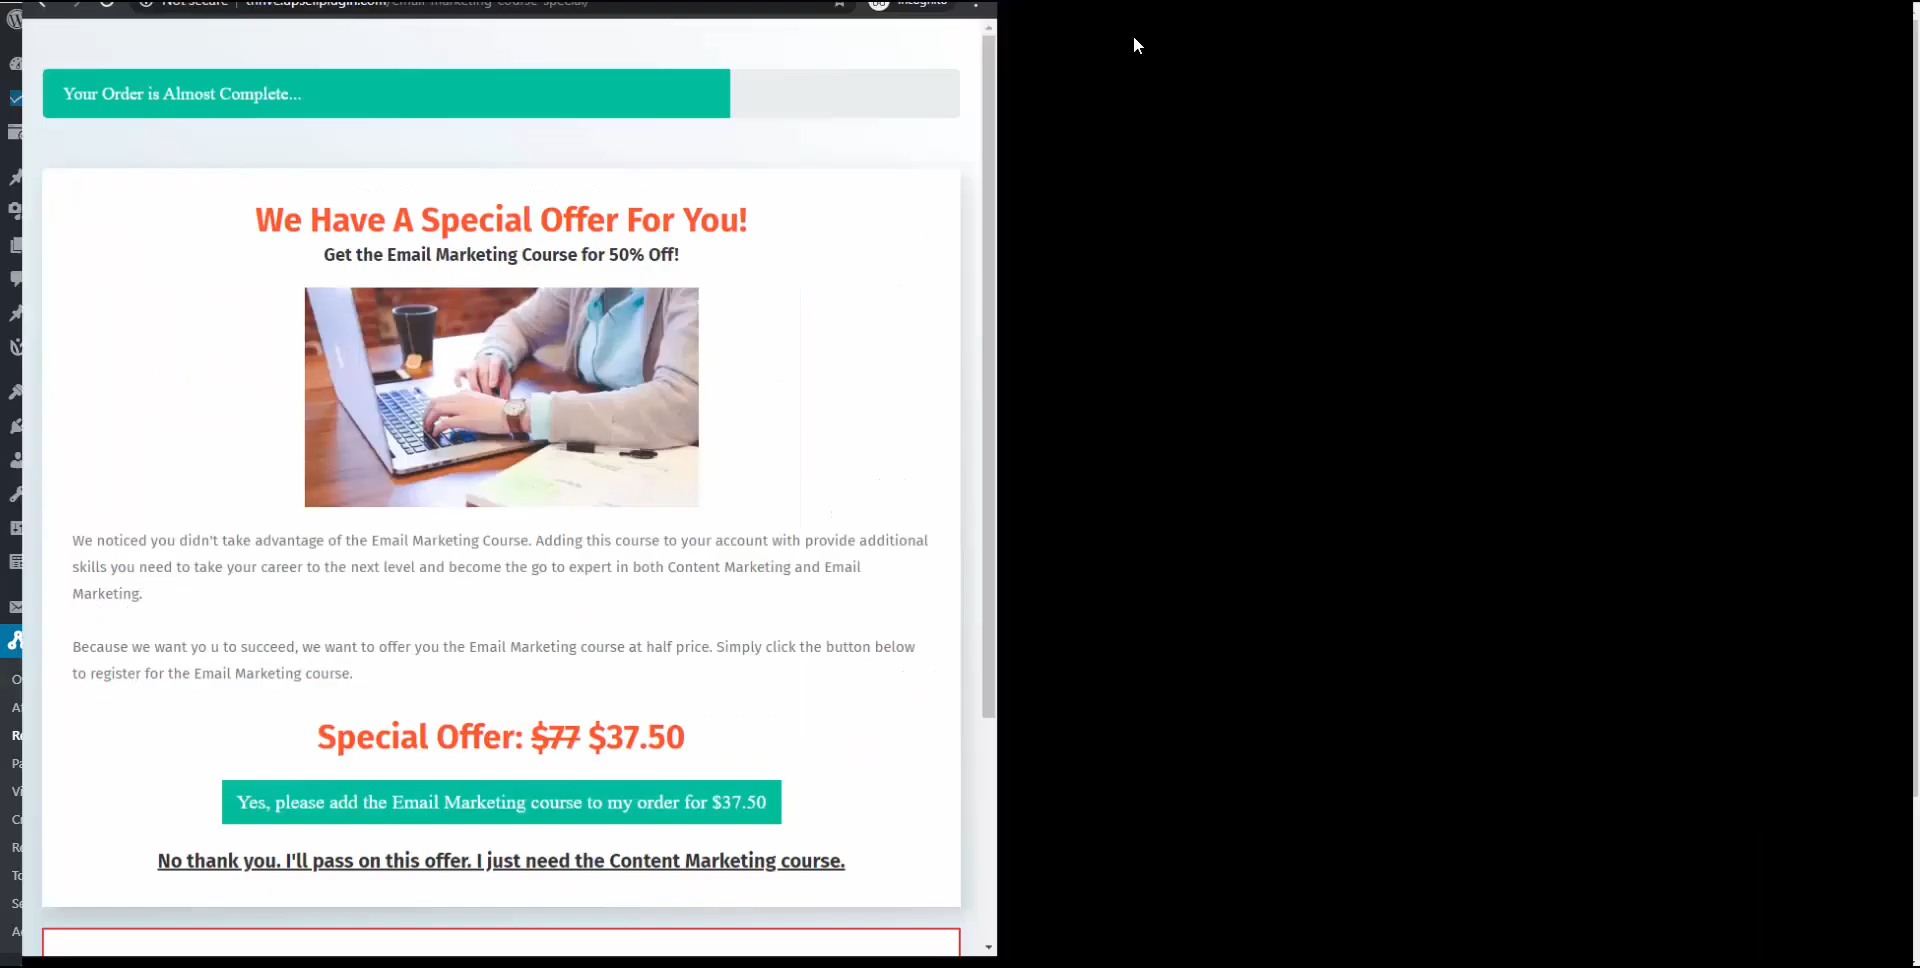 Your Order is Almost Complete...
We Have A Special Offer For You!
Get the Email Marketing Course for 50% Off!
We noticed you didn't take advantage of the Email Marketing Course. Adding this course to your account with provide additional
skills you need to take your career to the next level and become the go to expert in both Content Marketing and Email
Marketing.
Because we want yo u to succeed, we want to offer you the Email Marketing course at half price. Simply click the button below
to register for the Email Marketing course.
Special Offer: $77 $37.50
Yes, please add the Email Marketing course to my order for $37.50
No thank you. I'll pass on this offer. I just need the Content Marketing course.